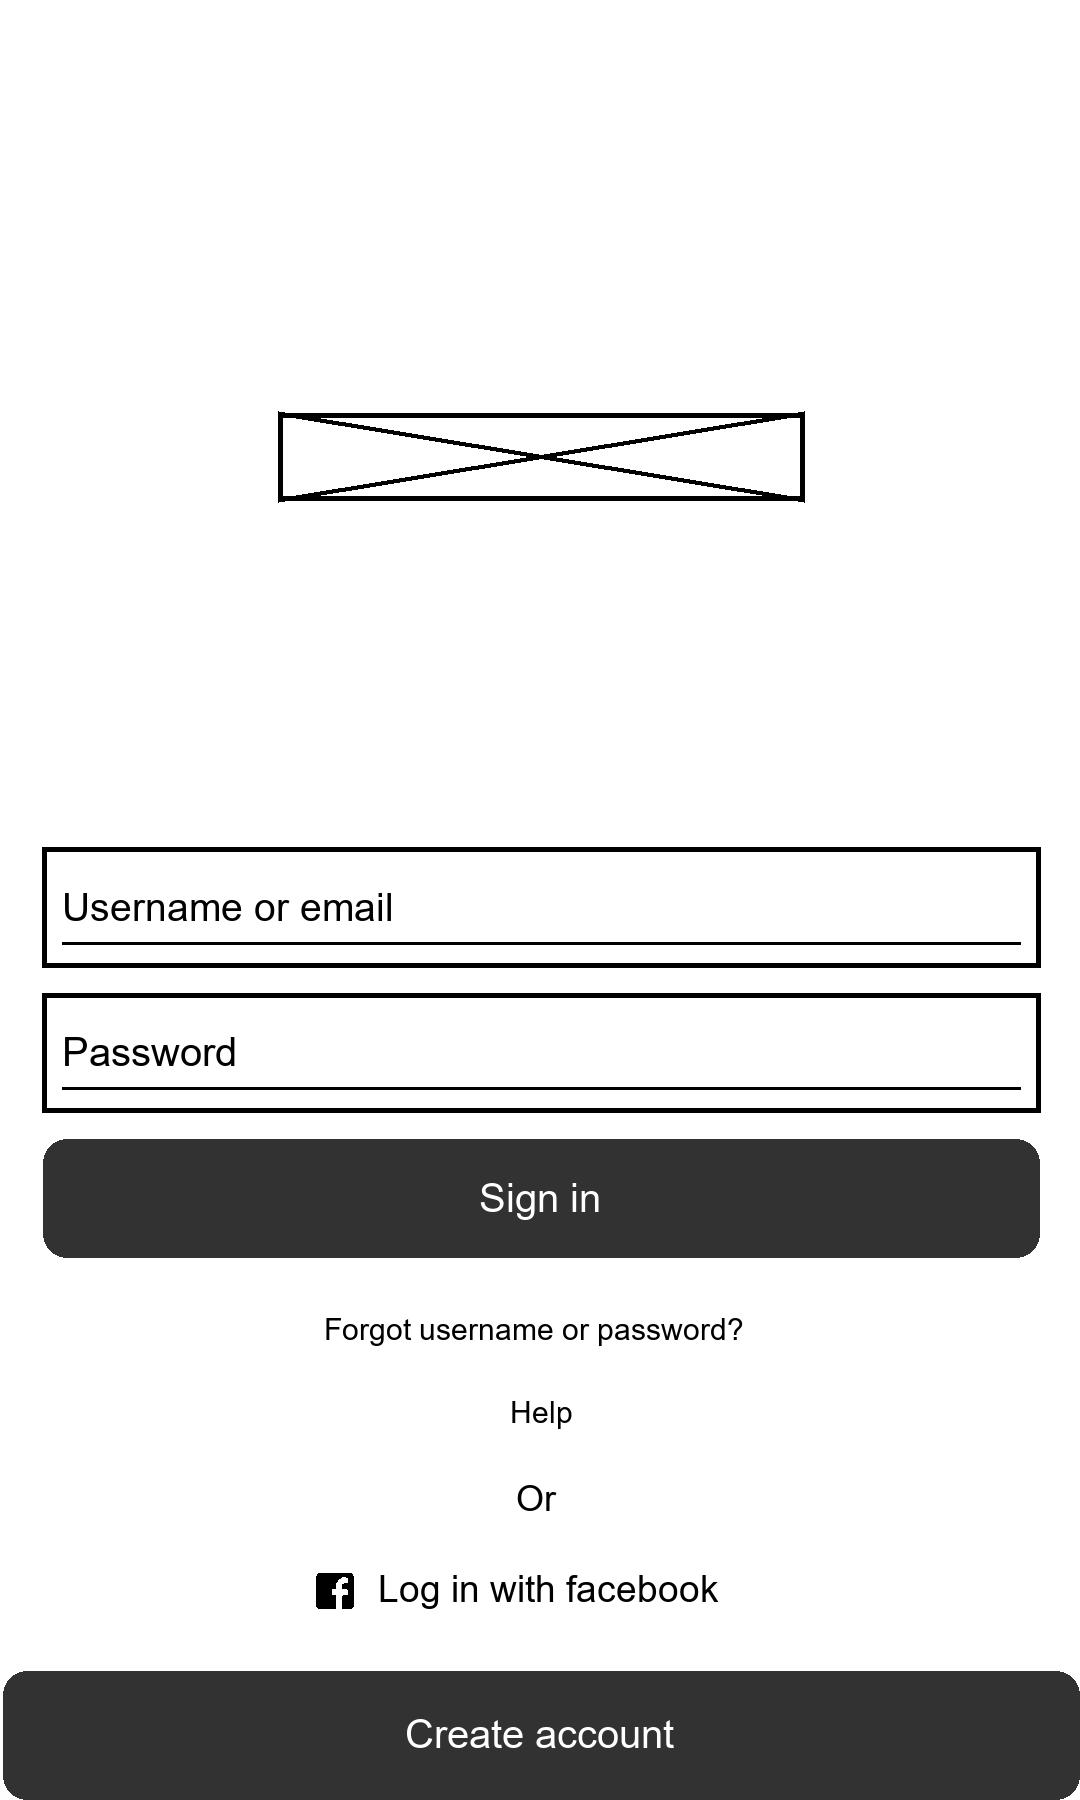 Username or email
Password
Sign in
Forgot username or password?
Help
Or
Log in with facebook
Create account